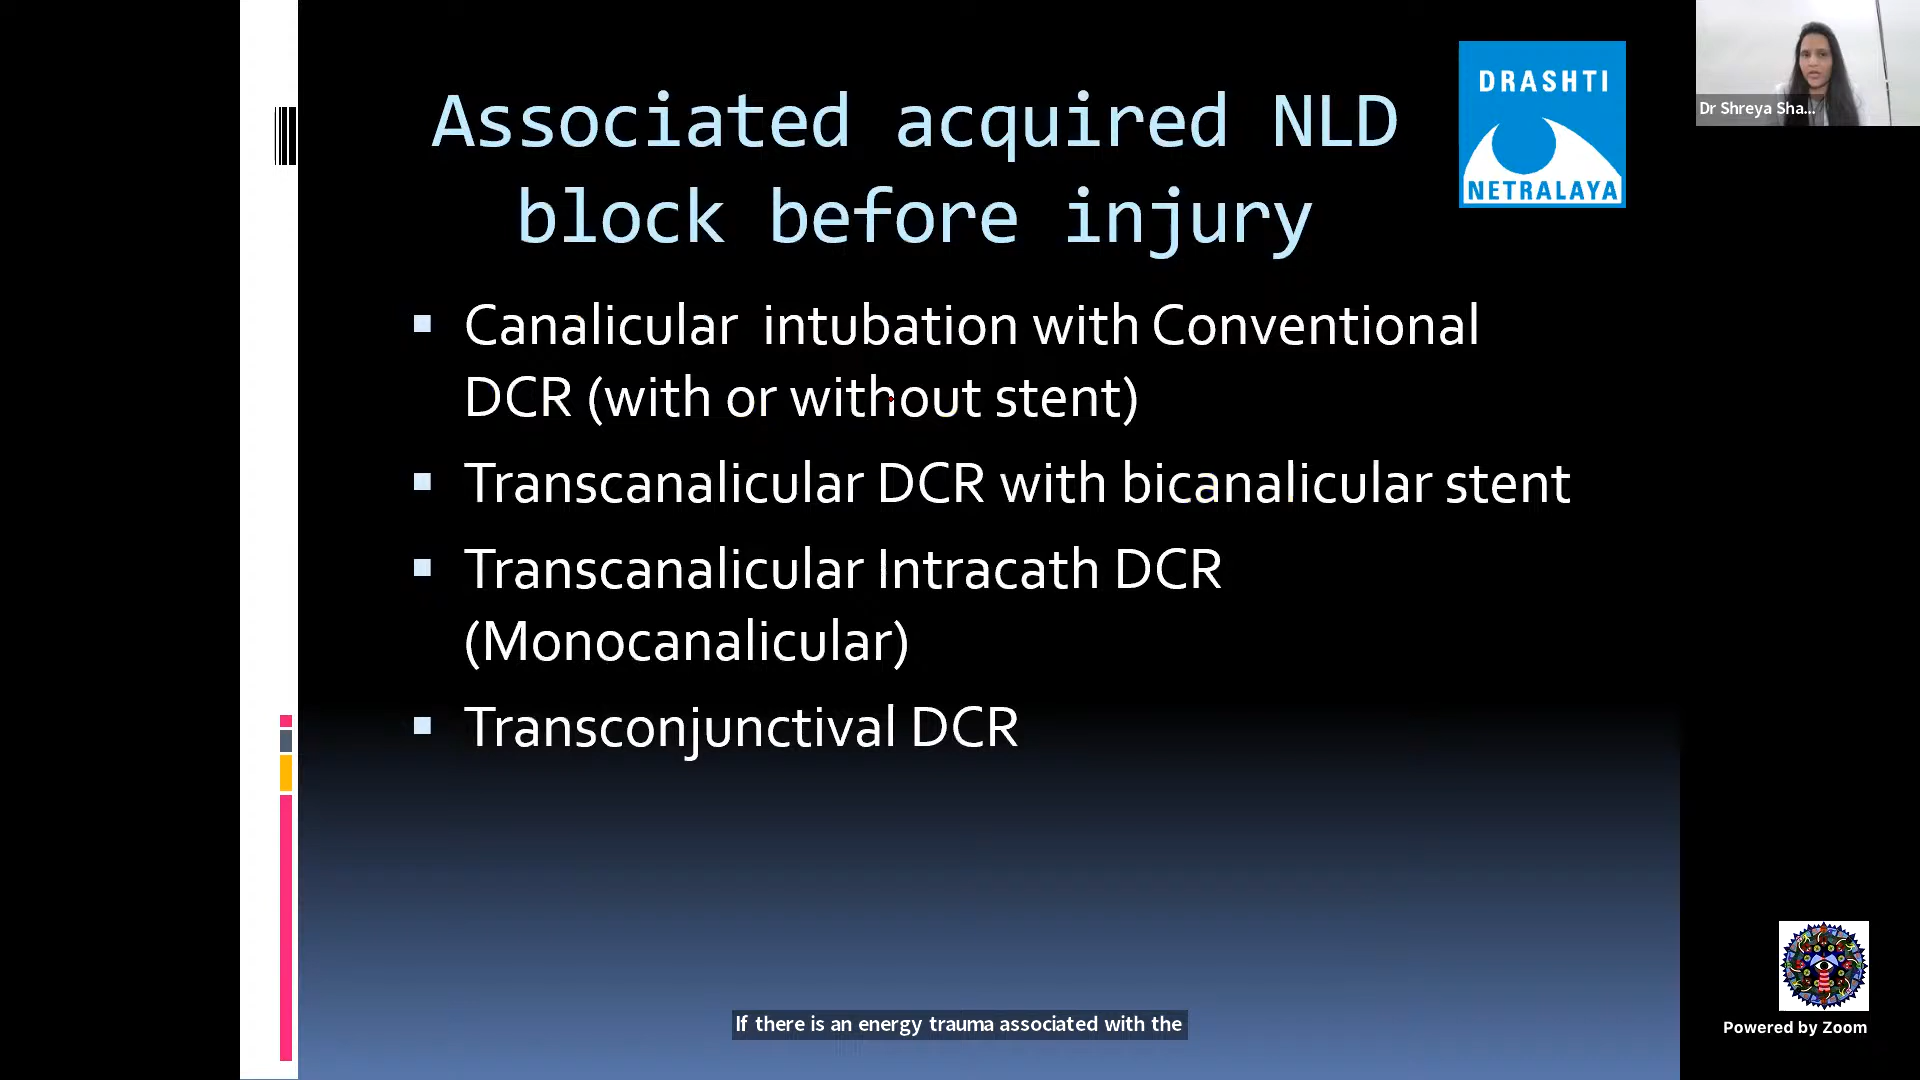 Associated acquired NLD
block before injury
DRASHTI
NETRALAYA
Dr Shreya Sha...
Canalicular intubation with Conventional
DCR (with or without stent)
Transcanalicular DCR with bicanalicular stent
Transcanalicular Intracath DCR
(Monocanalicular)
Transconjunctival DCR
If there is an energy trauma associated with the
Powered by Zoom